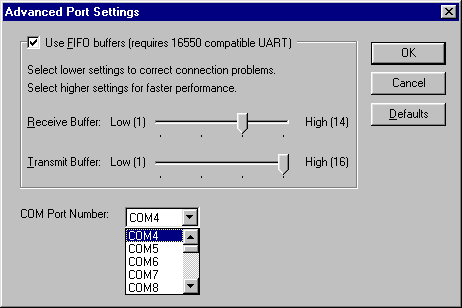 Advanced Port Settings
Use FIFO buffers (requires 16550 compatible UART)
OK
Select lower settings to correct connection problems.
Cancel
Select higher settings for faster performance.
Defaults
Receive Buffer: Low (1) High (14)
Transmit Buffer: Low (1) High (16)
COM Port Number: COM4
COM4
COM5
COM6
COM7
COM8